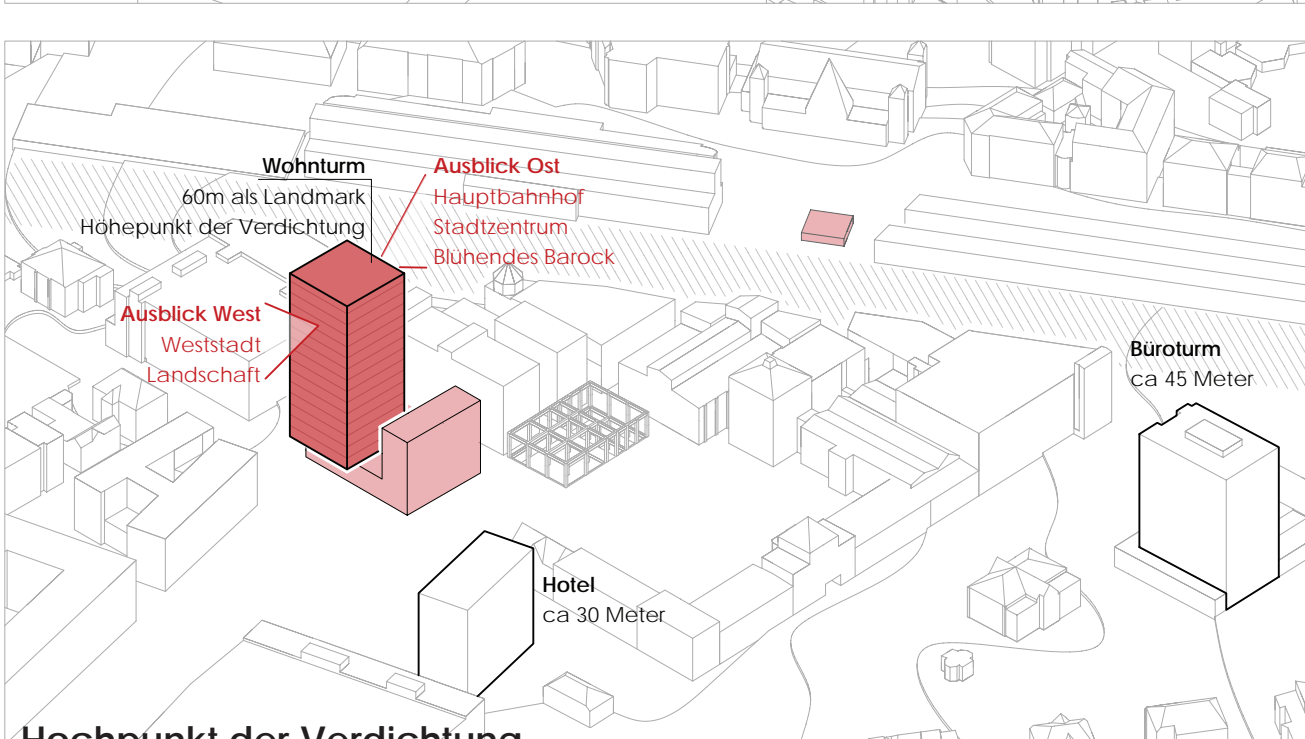 Wohnturm
60m als Landmark
Höhepunkt der Verdichtung
Ausblick Ost
Hauptbahnhof
Stadtzentrum
Blühendes Barock
Ausblick West
Weststadt
Landschaft
Büroturm
ca 45 Meter
Hotel
ca 30 Meter
Hochpunkt der Verdichtung